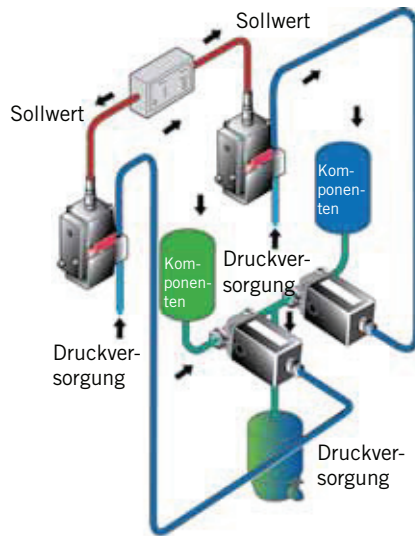 Sollwert
Sollwert
Kom-
ponen-
ten
Kom-
ponen-
ten
Druckver-
sorgung
Druckver-
sorgung
Druckver-
sorgung